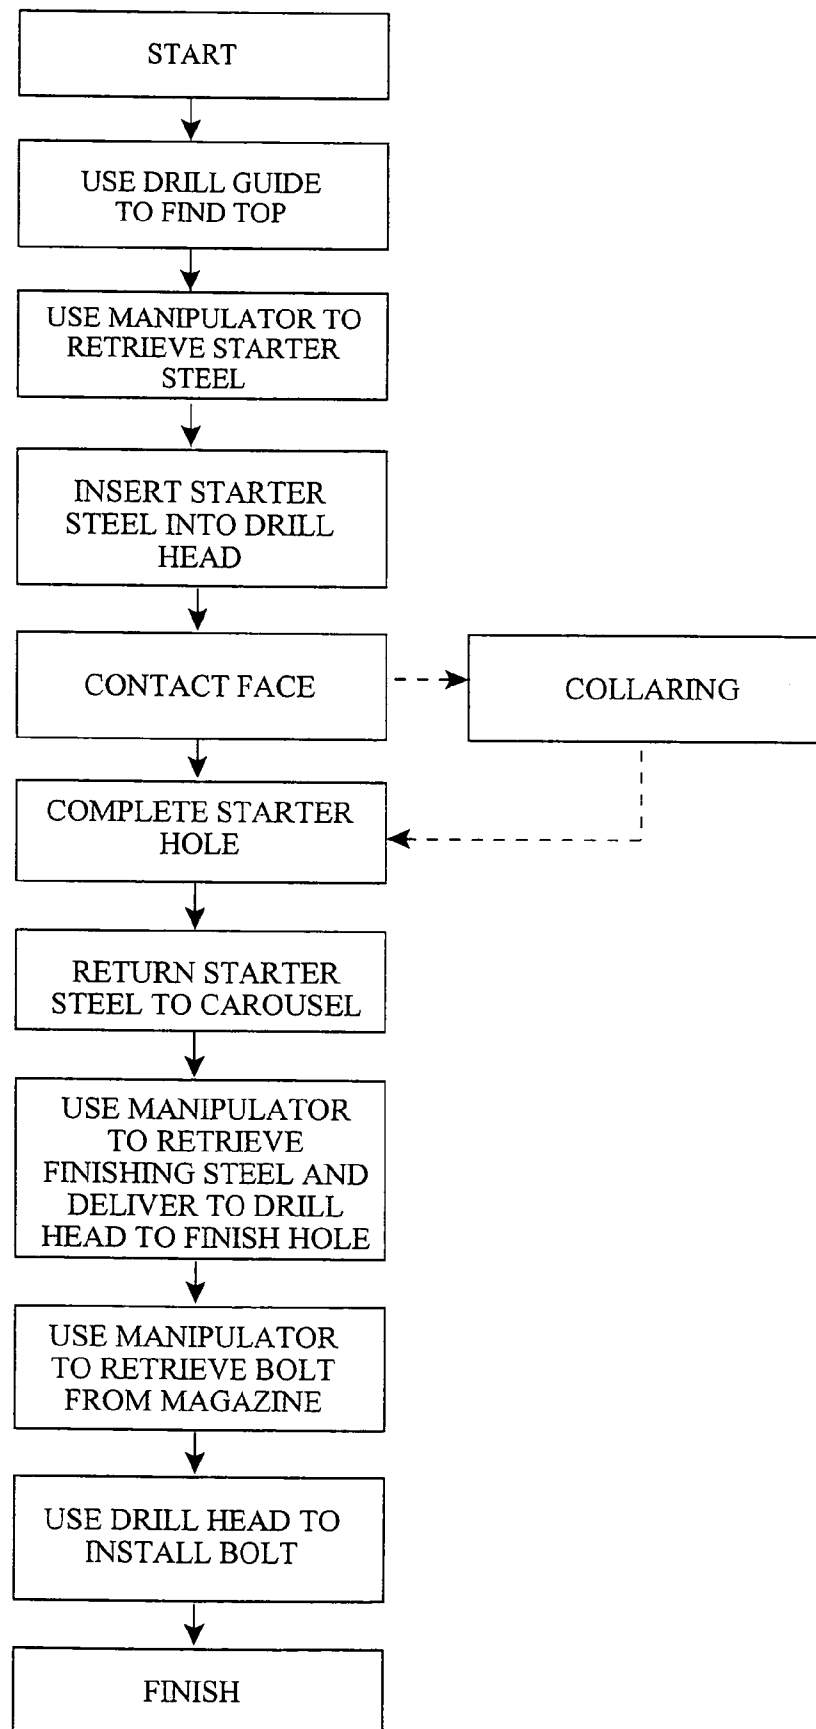 START
USE DRILL GUIDE
TO FIND TOP
USE MANIPULATOR TO
RETRIEVE STARTER
STEEL
INSERT STARTER
STEEL INTO DRILL
HEAD
CONTACT FACE
COLLARING
COMPLETE STARTER
HOLE
RETURN STARTER
STEEL TO CAROUSEL
USE MANIPULATOR
TO RETRIEVE
FINISHING STEEL AND
DELIVER TO DRILL
HEAD TO FINISH HOLE
USE MANIPULATOR
TO RETRIEVE BOLT
FROM MAGAZINE
USE DRILL HEAD TO
INSTALL BOLT
FINISH